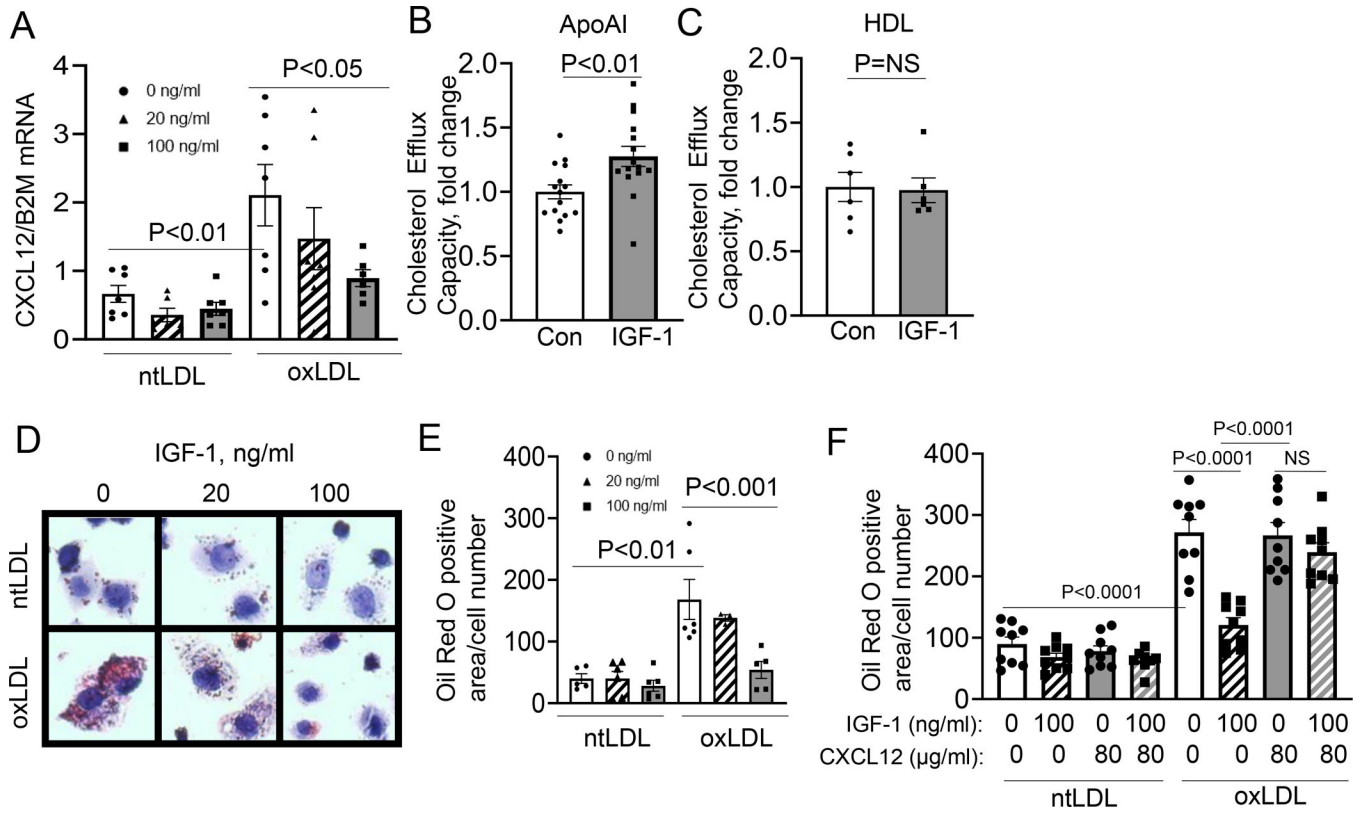 A
CXCL12/B2M mRNA
4
3
2
1
0
0 ng/ml
20 ng/ml
100 ng/ml
P<0.01
P<0.05
ntLDL
oxLDL
B
ApoAI
Cholesterol Efflux
Capacity, fold change
2.0
1.5
1.0
0.5
0.0
P<0.01
Con
IGF-1
C
HDL
Cholesterol Efflux
Capacity, fold change
2.0
1.5
1.0
0.5
0.0
P=NS
Con
IGF-1
D
IGF-1, ng/ml
0
20
100
ntLDL
oxLDL
E
Oil Red O positive
area/cell number
400
300
200
100
0
0 ng/ml
20 ng/ml
100 ng/ml
P<0.01
P<0.001
ntLDL
oxLDL
F
Oil Red O positive
area/cell number
400
300
200
100
0
P<0.0001
P<0.0001
P<0.0001
NS
IGF-1 (ng/ml): 0 100 0 100 0 100 0 100
CXCL12 (μg/ml): 0 0 80 80 0 0 80 80
ntLDL
oxLDL